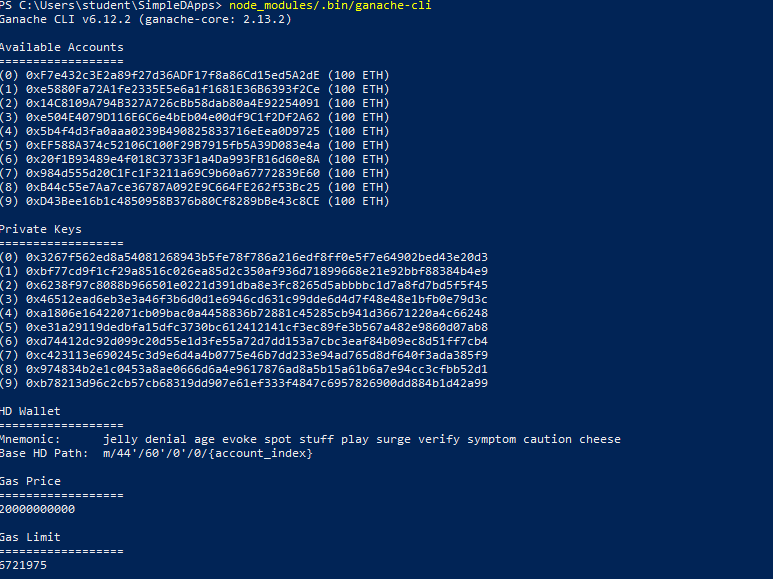 PS C:\Users\student\SimpleDApps> node_modules/.bin/ganache-cli
Ganache CLI v6.12.2 (ganache-core: 2.13.2)
Available Accounts
==================
(0) 0xF7e432c3E2a89f27d36ADF17f8a86Cd15ed5A2dE (100 ETH)
(1) 0xe5880Fa72A1fe2335E5e6a1f1681E36B6393f2Ce (100 ETH)
(2) 0x14C8109A794B327A726cBb58dab80a4E92254091 (100 ETH)
(3) 0xe504E4079D116E6C6e4bEb04e00df9C1f2Df2A62 (100 ETH)
(4) 0x5b4f4d3fa0aaa0239B490825833716eEea0D9725 (100 ETH)
(5) 0xEF588A374c52106C100F29B7915fb5A39D083e4a (100 ETH)
(6) 0x20f1B93489e4f018C3733F1a4Da993FB16d60e8A (100 ETH)
(7) 0x984d555d20C1Fc1F3211a69C9b60a67772839E60 (100 ETH)
(8) 0xB44c55e7Aa7ce36787A092E9C664FE262f53Bc25 (100 ETH)
(9) 0xD43Bee16b1c4850958B376b80Cf8289bBe43c8CE (100 ETH)
Private Keys
==================
(0) 0x3267f562ed8a54081268943b5fe78f786a216edf8ff0e5f7e64902bed43e20d3
(1) 0xbf77cd9f1cf29a8516c026ea85d2c350af936d71899668e21e92bbf88384b4e9
(2) 0x6238f97c8088b966501e0221d391dba8e3fc8265d5abbbbc1d7a8fd7bd5f5f45
(3) 0x46512ead6eb3e3a46f3b6d0d1e6946cd631c99dde6d4d7f48e48e1bfb0e79d3c
(4) 0xa1806e16422071cb09bac0a4458836b72881c45285cb941d36671220a4c66248
(5) 0xe31a29119dedbfa15dfc3730bc612412141cf3ec89fe3b567a482e9860d07ab8
(6) 0xd74412dc92d099c20d55e1d3fe55a72d7dd153a7cbc3eaf84b09ec8d51ff7cb4
(7) 0xc423113e690245c3d9e6d4a4b0775e46b7dd233e94ad765d8df640f3ada385f9
(8) 0x974834b2e1c0453a8ae0666d6a4e9617876ad8a5b15a61b6a7e94cc3cfbb52d1
(9) 0xb78213d96c2cb57cb68319dd907e61ef333f4847c6957826900dd884b1d42a99
HD Wallet
==================
Mnemonic:      jelly denial age evoke spot stuff play surge verify symptom caution cheese
Base HD Path:  m/44'/60'/0'/0/{account_index}
Gas Price
==================
20000000000
Gas Limit
==================
6721975